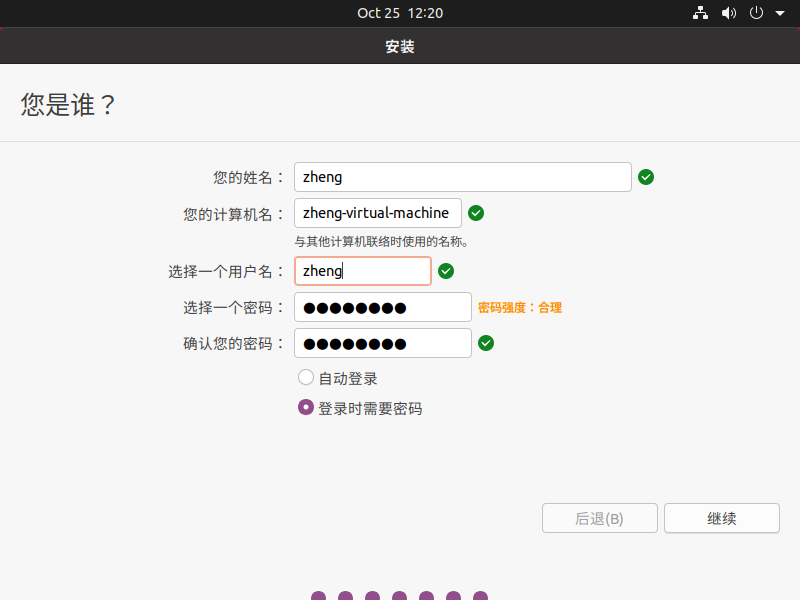 Oct 25 12:20
安装
您是谁？
您的姓名： zheng
您的计算机名： zheng-virtual-machine
与其他计算机联络时使用的名称。
选择一个用户名： zheng
选择一个密码： ●●●●●●●● 密码强度：合理
确认您的密码： ●●●●●●●●
自动登录
登录时需要密码
后退(B) 继续